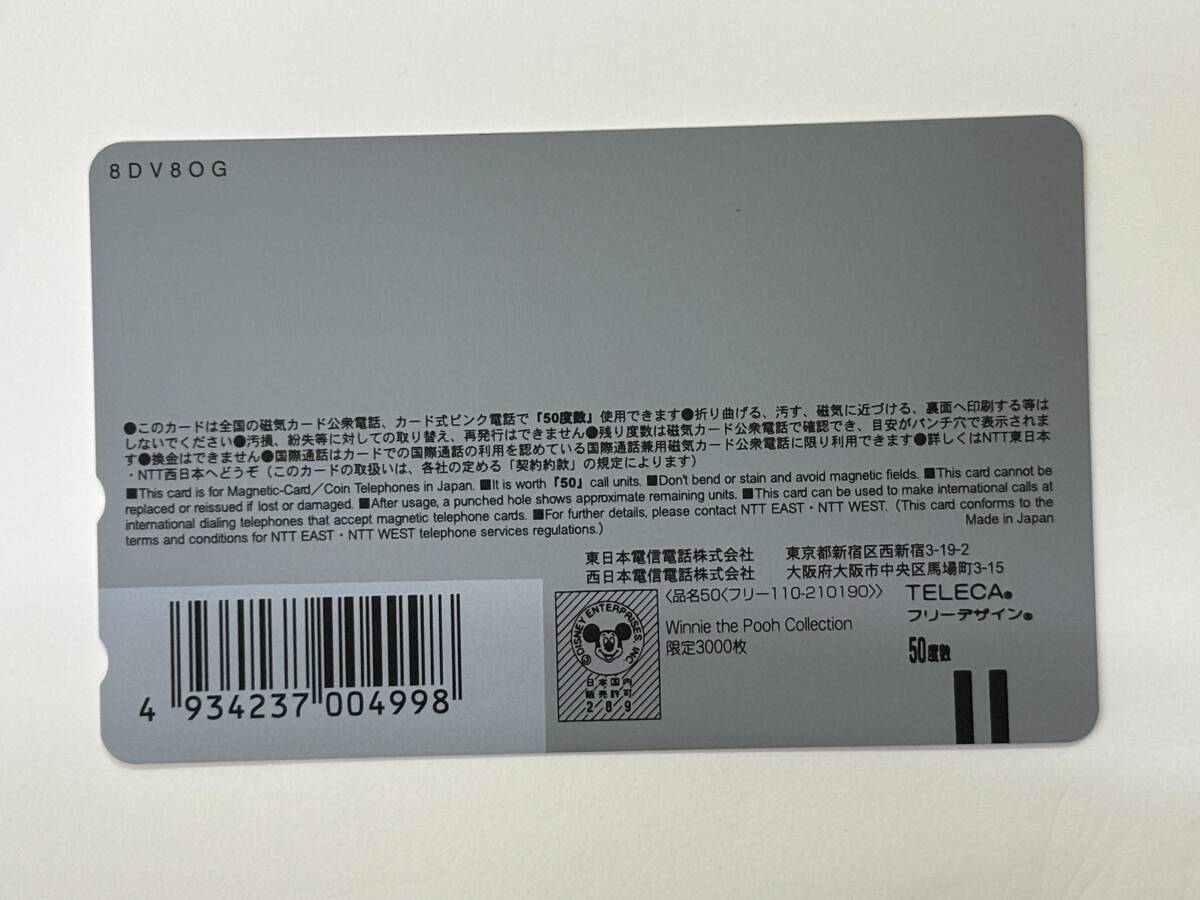 8DV8OG
●このカードは全国の磁気カード公衆電話、カード式ピンク電話で「50度数」使用できます●折り曲げる、汚す、磁気に近づける、裏面へ印刷する等は
しないでください●汚損、紛失等に対しての取り替え、再発行はできません●残り度数は磁気カード公衆電話で確認でき、目安がパンチ穴で表示されま
す●換金はできません●国際通話はカードでの国際通話の利用を認めている国際通話兼用磁気カード公衆電話に限り利用できます●詳しくはNTT東日本
・NTT西日本へどうぞ(このカードの取扱いは、各社の定める「契約約款」の規定によります)
■This card is for Magnetic-Card/Coin Telephones in Japan. ■It is worth「50」call units. ■Don't bend or stain and avoid magnetic fields. ■This card cannot be
replaced or reissued if lost or damaged. ■After usage, a punched hole shows approximate remaining units. ■This card can be used to make international calls at
international dialing telephones that accept magnetic telephone cards. ■For further details, please contact NTT EAST・NTT WEST. (This card conforms to the
terms and conditions for NTT EAST・NTT WEST telephone services regulations.) Made in Japan
東日本電信電話株式会社 東京都新宿区西新宿3-19-2
西日本電信電話株式会社 大阪府大阪市中央区馬場町3-15
〈品名50〈フリー110-210190〉〉
TELECA®
フリーデザイン®
Winnie the Pooh Collection
限定3000枚
50度数
©DISNEY ENTERPRISES, INC.
日本国内
販売許可
2/8/9
4 934237 004998